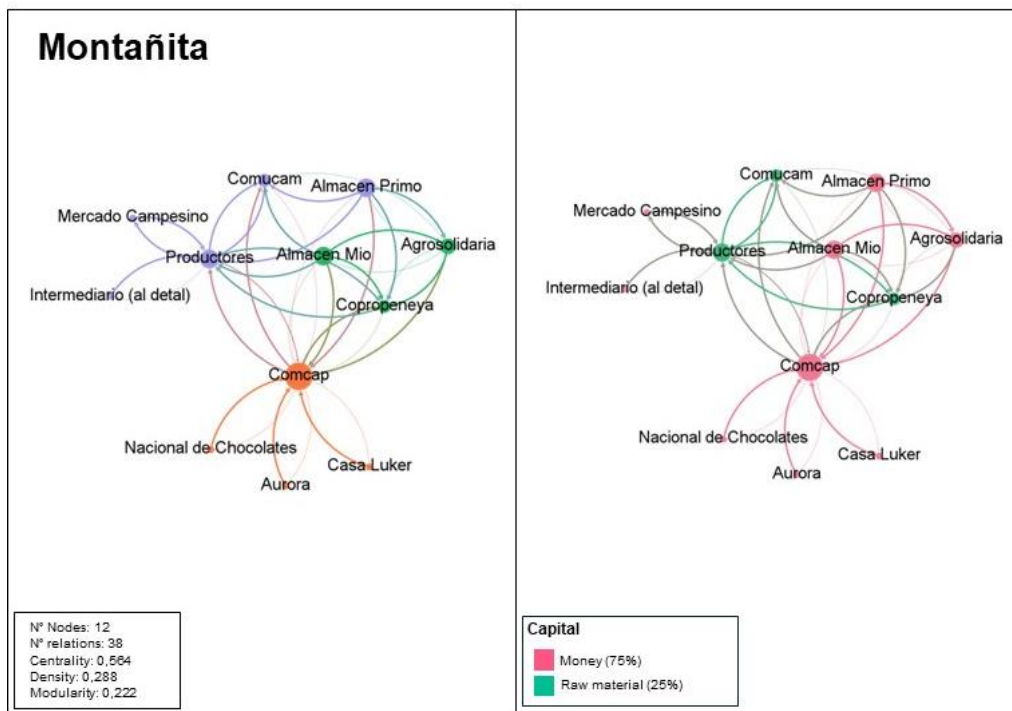 Montañita
Comucam
Almacen Primo
Mercado Campesino
Productores
Almacen Mio
Agrosolidaria
Intermediario (al detal)
Copropeneya
Comcap
Nacional de Chocolates
Casa Luker
Aurora
N° Nodes: 12
N° relations: 38
Centrality: 0,564
Density: 0,288
Modularity: 0,222
Comucam
Almacen Primo
Mercado Campesino
Productores
Almacen Mio
Agrosolidaria
Intermediario (al detal)
Copropeneya
Comcap
Nacional de Chocolates
Casa Luker
Aurora
Capital
Money (75%)
Raw material (25%)